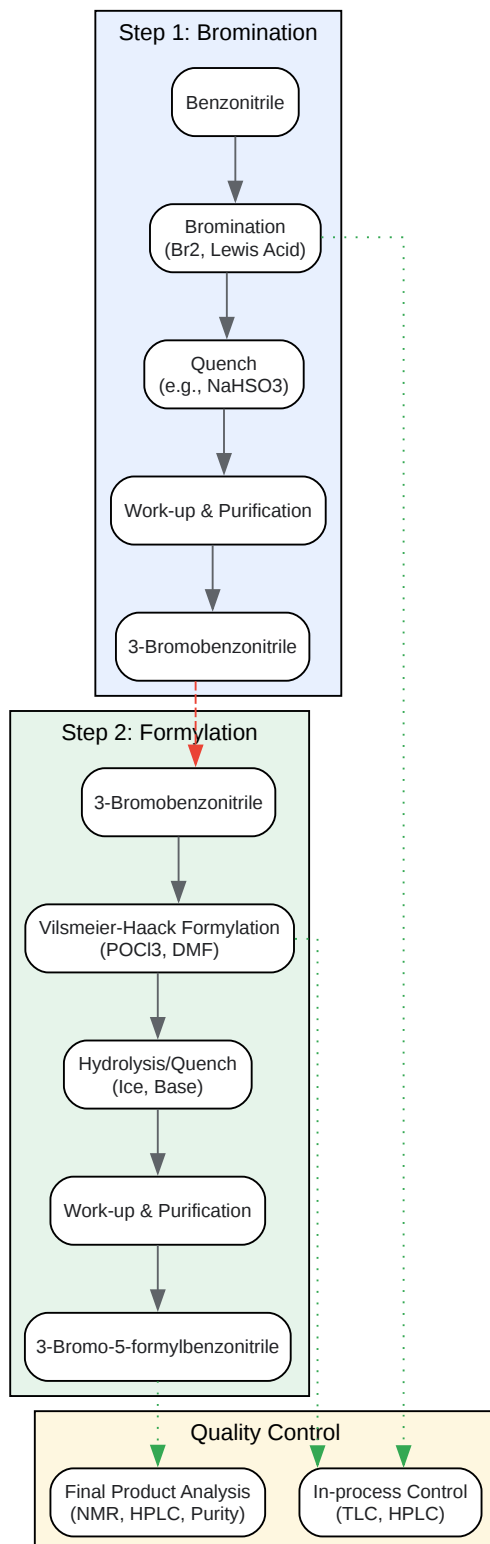 Step 1: Bromination
Benzonitrile
Bromination
(Br2, Lewis Acid)
Quench
(e.g., NaHSO3)
Work-up & Purification
3-Bromobenzonitrile
Step 2: Formylation
3-Bromobenzonitrile
Vilsmeier-Haack Formylation
(POCl3, DMF)
Hydrolysis/Quench
(Ice, Base)
Work-up & Purification
3-Bromo-5-formylbenzonitrile
Quality Control
Final Product Analysis
(NMR, HPLC, Purity)
In-process Control
(TLC, HPLC)